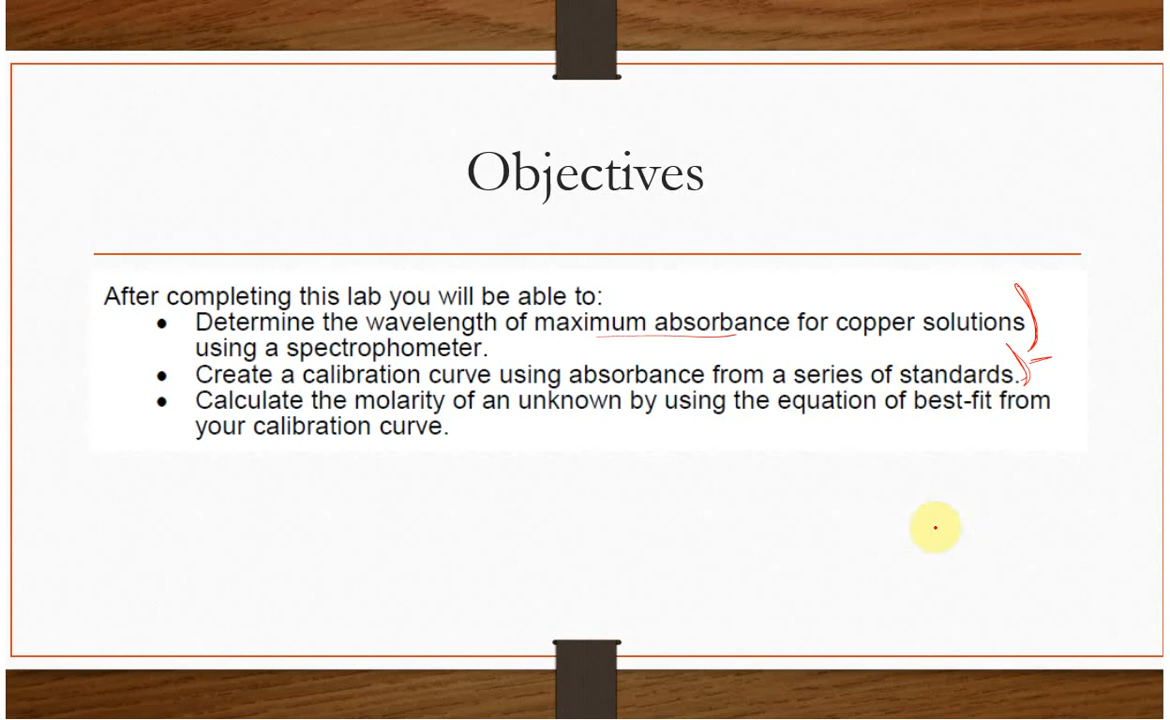 Objectives
After completing this lab you will be able to:
• Determine the wavelength of maximum absorbance for copper solutions
using a spectrophotometer.
• Create a calibration curve using absorbance from a series of standards.
• Calculate the molarity of an unknown by using the equation of best-fit from
your calibration curve.